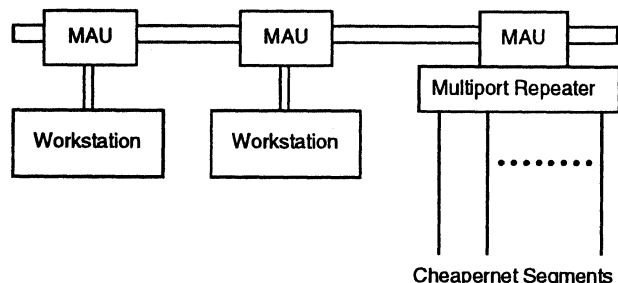 MAU
MAU
MAU
Multiport Repeater
Workstation
Workstation
Cheapernet Segments